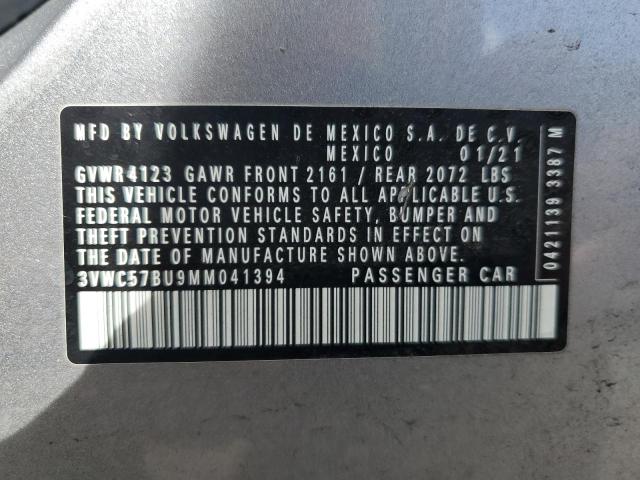 MFD BY VOLKSWAGEN DE MEXICO S.A. DE C.V.
MEXICO 01/21
GVWR4123 GAWR FRONT 2161 / REAR 2072 LBS
THIS VEHICLE CONFORMS TO ALL APPLICABLE U.S.
FEDERAL MOTOR VEHICLE SAFETY, BUMPER AND
THEFT PREVENTION STANDARDS IN EFFECT ON
THE DATE OF MANUFACTURE SHOWN ABOVE.
3VWC57BU9MM041394 PASSENGER CAR
0421139 3387 M